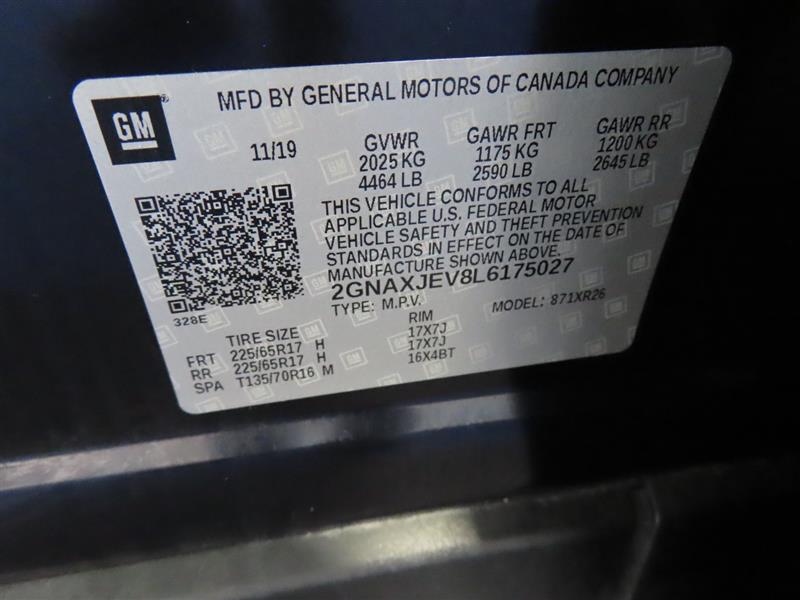 MFD BY GENERAL MOTORS OF CANADA COMPANY
GM®
11/19 GVWR GAWR FRT GAWR RR
2025 KG 1175 KG 1200 KG
4464 LB 2590 LB 2645 LB
THIS VEHICLE CONFORMS TO ALL
APPLICABLE U.S. FEDERAL MOTOR
VEHICLE SAFETY AND THEFT PREVENTION
STANDARDS IN EFFECT ON THE DATE OF
MANUFACTURE SHOWN ABOVE.
2GNAXJEV8L6175027
TYPE: M.P.V. MODEL: 871XR26
328E
TIRE SIZE RIM
FRT 225/65R17 H 17X7J
RR 225/65R17 H 17X7J
SPA T135/70R16 M 16X4BT